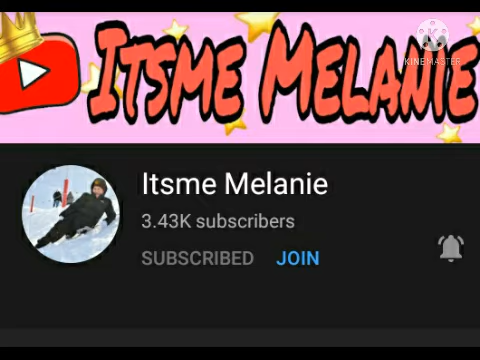 ITSME MELANIE
KINEMASTER
Itsme Melanie
3.43K subscribers
SUBSCRIBED JOIN